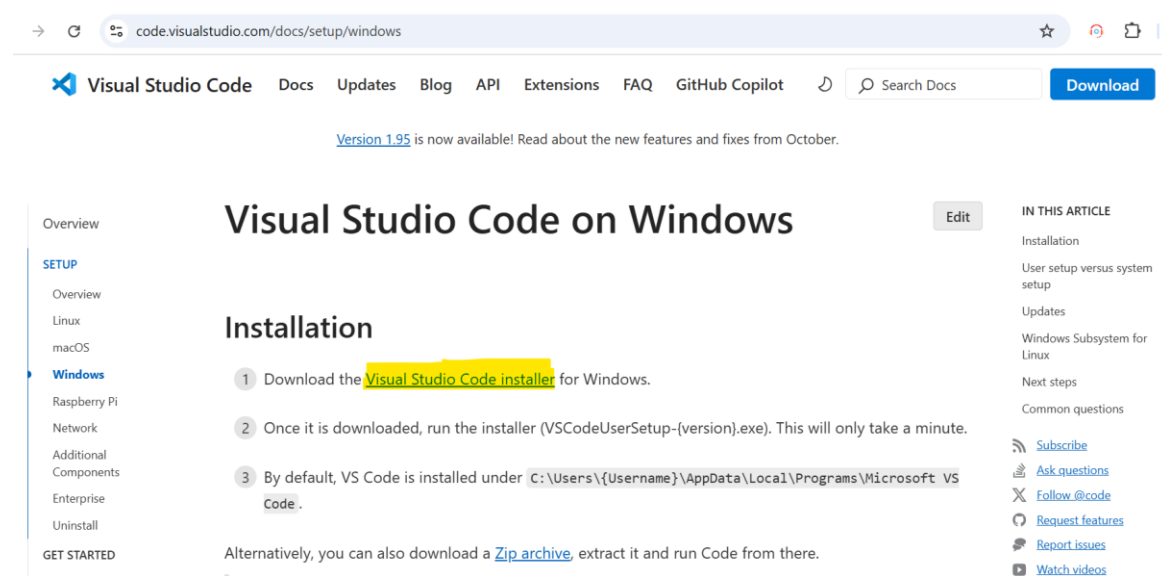 code.visualstudio.com/docs/setup/windows
Visual Studio Code Docs Updates Blog API Extensions FAQ GitHub Copilot Search Docs Download
Version 1.95 is now available! Read about the new features and fixes from October.
Overview
SETUP
Overview
Linux
macOS
Windows
Raspberry Pi
Network
Additional
Components
Enterprise
Uninstall
GET STARTED
Visual Studio Code on Windows
Edit
Installation
1 Download the Visual Studio Code installer for Windows.
2 Once it is downloaded, run the installer (VSCodeUserSetup-{version}.exe). This will only take a minute.
3 By default, VS Code is installed under C:\Users\{Username}\AppData\Local\Programs\Microsoft VS
Code .
Alternatively, you can also download a Zip archive, extract it and run Code from there.
IN THIS ARTICLE
Installation
User setup versus system
setup
Updates
Windows Subsystem for
Linux
Next steps
Common questions
Subscribe
Ask questions
Follow @code
Request features
Report issues
Watch videos